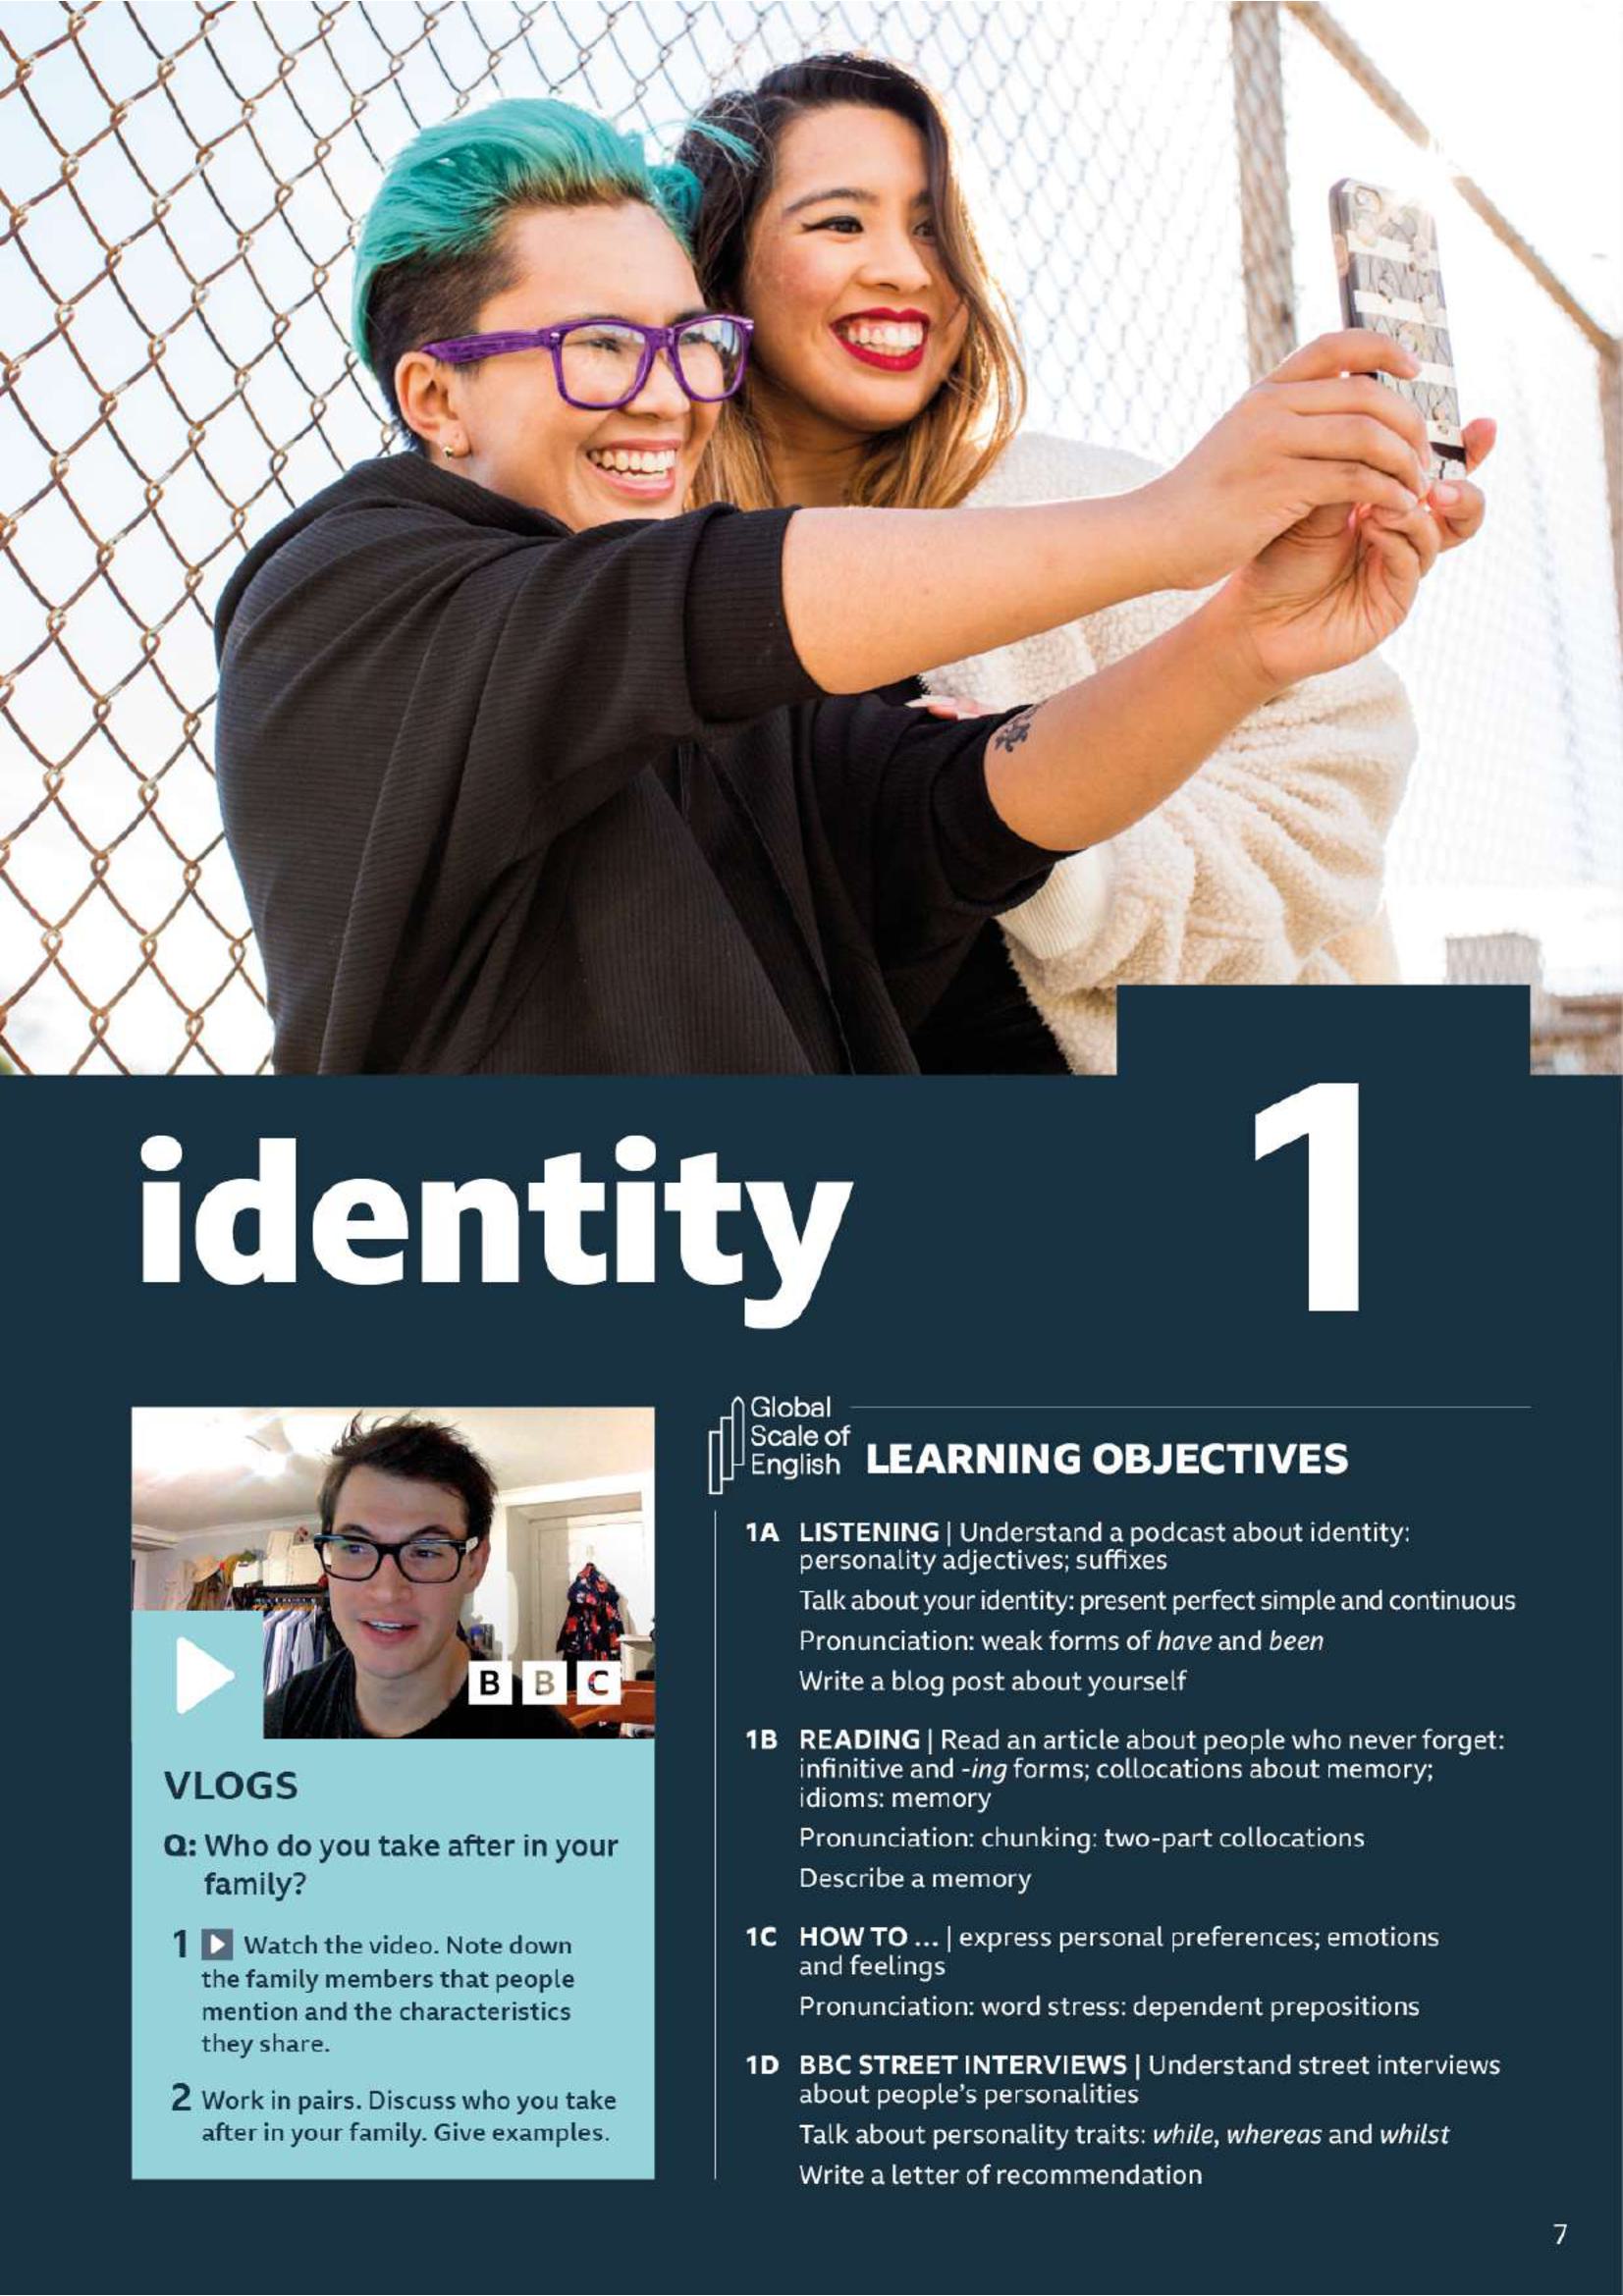 identity
1
VLOGS
Q: Who do you take after in your
family?
1 Watch the video. Note down
the family members that people
mention and the characteristics
they share.
2 Work in pairs. Discuss who you take
after in your family. Give examples.
BBC
Global
Scale of
English LEARNING OBJECTIVES
1A LISTENING | Understand a podcast about identity:
personality adjectives; suffixes
Talk about your identity: present perfect simple and continuous
Pronunciation: weak forms of have and been
Write a blog post about yourself
1B READING | Read an article about people who never forget:
infinitive and -ing forms; collocations about memory;
idioms: memory
Pronunciation: chunking: two-part collocations
Describe a memory
1C HOW TO ... | express personal preferences; emotions
and feelings
Pronunciation: word stress: dependent prepositions
1D BBC STREET INTERVIEWS | Understand street interviews
about people's personalities
Talk about personality traits: while, whereas and whilst
Write a letter of recommendation
7